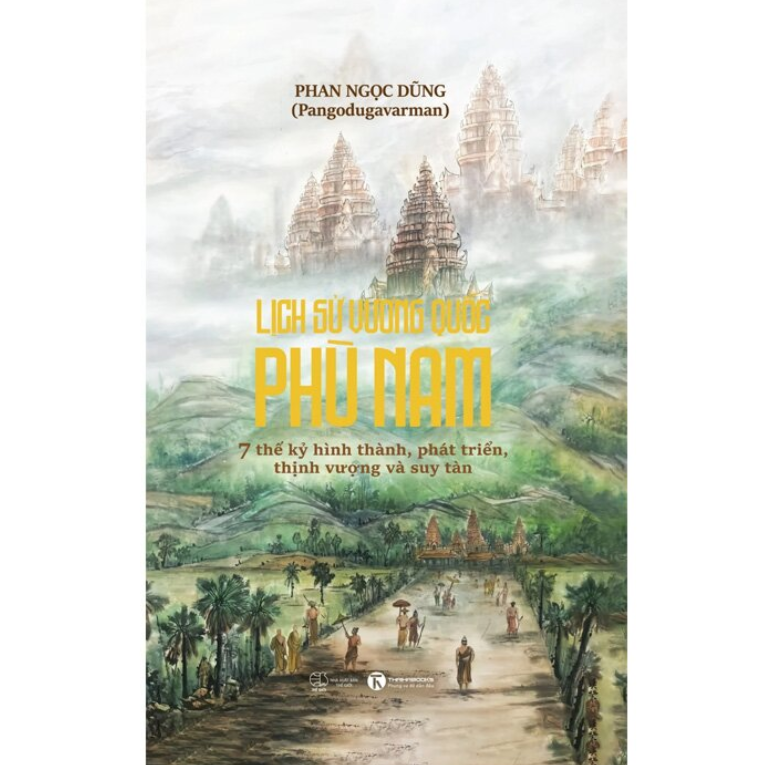 PHAN NGỌC DŨNG
(Pangodugavarman)
LỊCH SỬ VƯƠNG QUỐC
PHÙ NAM
7 thế kỷ hình thành, phát triển,
thịnh vượng và suy tàn
THAIHABOOKS